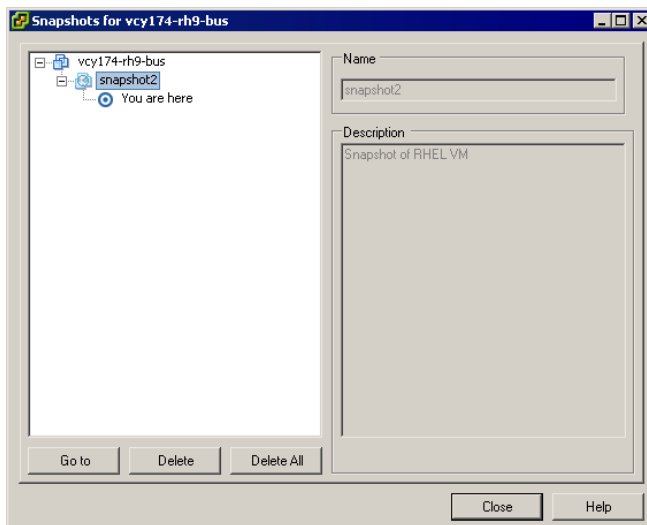 Snapshots for vcy174-rh9-bus
vcy174-rh9-bus
snapshot2
You are here
Name
snapshot2
Description
Snapshot of RHEL VM
Go to
Delete
Delete All
Close
Help